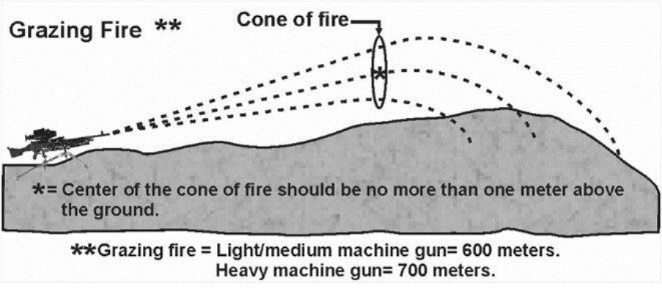 Cone of fire
Grazing Fire **
*
*= Center of the cone of fire should be no more than one meter above
the ground.
**Grazing fire = Light/medium machine gun= 600 meters.
Heavy machine gun= 700 meters.